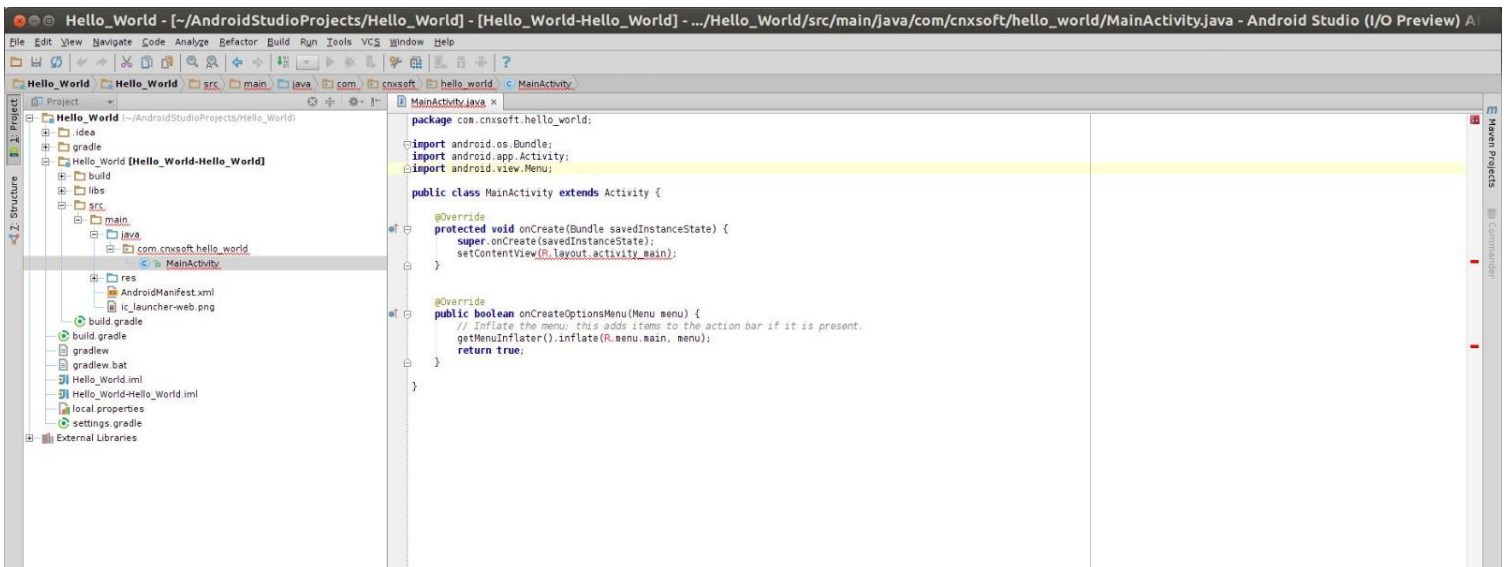 Hello_World - [~/AndroidStudioProjects/Hello_World] - [Hello_World-Hello_World] - .../Hello_World/src/main/java/com/cnxsoft/hello_world/MainActivity.java - Android Studio (I/O Preview) A
File Edit View Navigate Code Analyze Refactor Build Run Tools VCS Window Help
Hello_World Hello_World src main java com cnxsoft hello_world MainActivity
1: Project
Z: Structure
Project
Hello_World (~/AndroidStudioProjects/Hello_World)
.idea
gradle
Hello_World [Hello_World-Hello_World]
build
libs
src
main
java
com.cnxsoft.hello_world
MainActivity
res
AndroidManifest.xml
ic_launcher-web.png
build.gradle
build.gradle
gradlew
gradlew.bat
Hello_World.iml
Hello_World-Hello_World.iml
local.properties
settings.gradle
External Libraries
MainActivity.java
package com.cnxsoft.hello_world;
import android.os.Bundle;
import android.app.Activity;
import android.view.Menu;
public class MainActivity extends Activity {
@Override
protected void onCreate(Bundle savedInstanceState) {
super.onCreate(savedInstanceState);
setContentView(R.layout.activity_main);
}
@Override
public boolean onCreateOptionsMenu(Menu menu) {
// Inflate the menu; this adds items to the action bar if it is present.
getMenuInflater().inflate(R.menu.main, menu);
return true;
}
}
m
Maven Projects
Commander